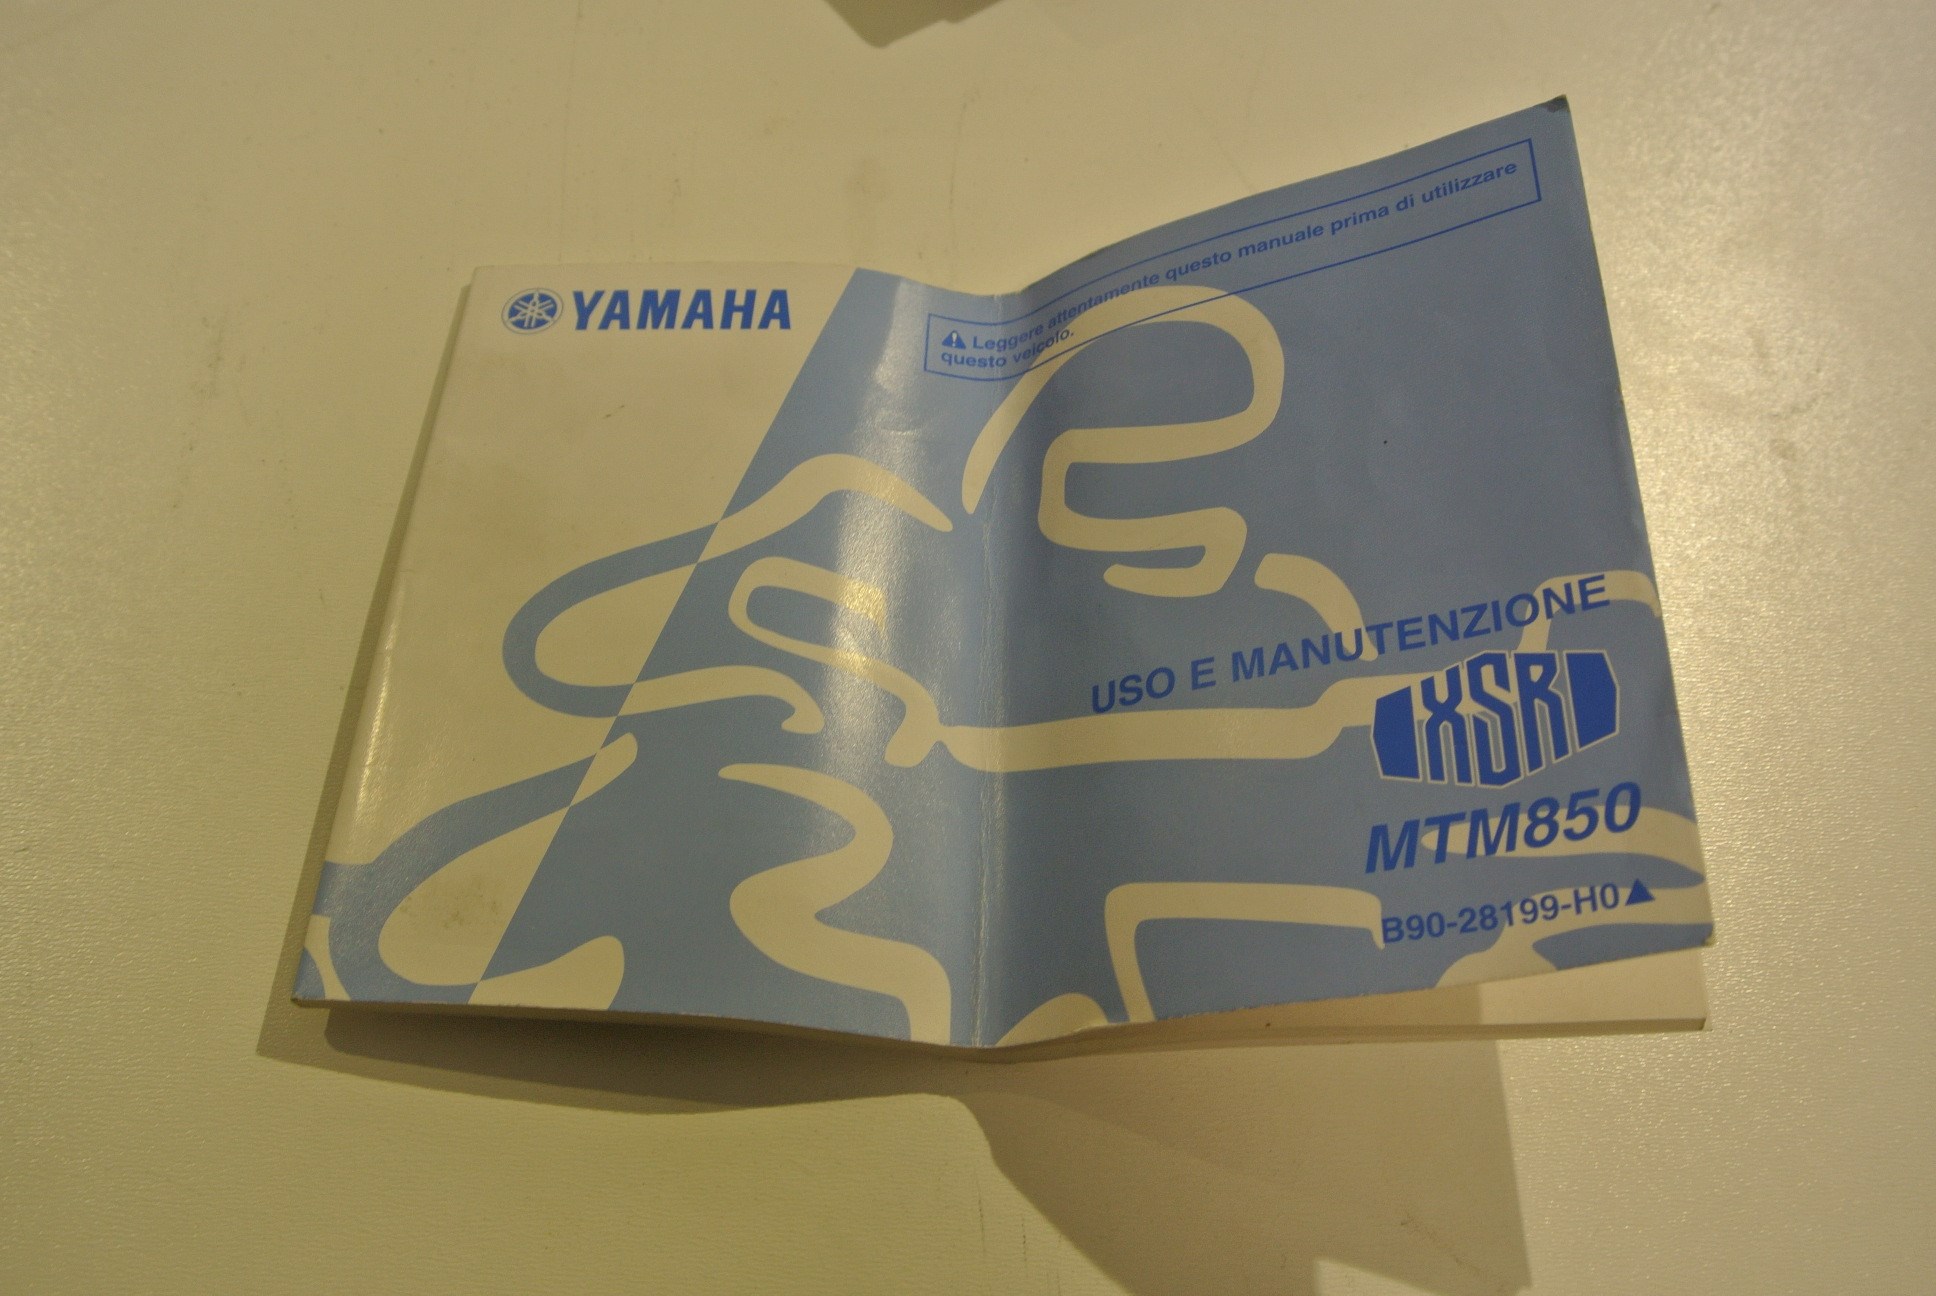 YAMAHA
⚠ Leggere attentamente questo manuale prima di utilizzare
questo veicolo.
USO E MANUTENZIONE
XSR
MTM850
B90-28199-H0▲